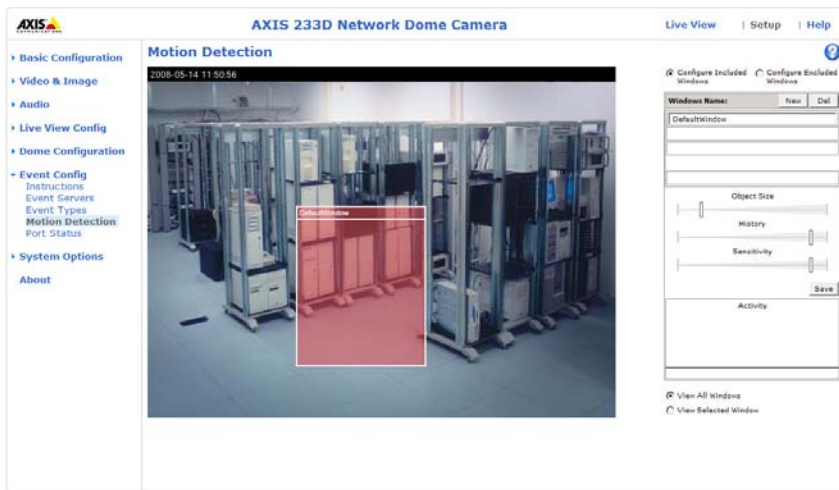 AXIS
COMMUNICATIONS
AXIS 233D Network Dome Camera
Live View | Setup | Help
Basic Configuration
Video & Image
Audio
Live View Config
Dome Configuration
Event Config
Instructions
Event Servers
Event Types
Motion Detection
Port Status
System Options
About
Motion Detection
2008-05-14 11:50:56
DefaultWindow
?
Configure Included Windows
Configure Excluded Windows
Windows Name:
New
Del
DefaultWindow
Object Size
History
Sensitivity
Save
Activity
View All Windows
View Selected Window